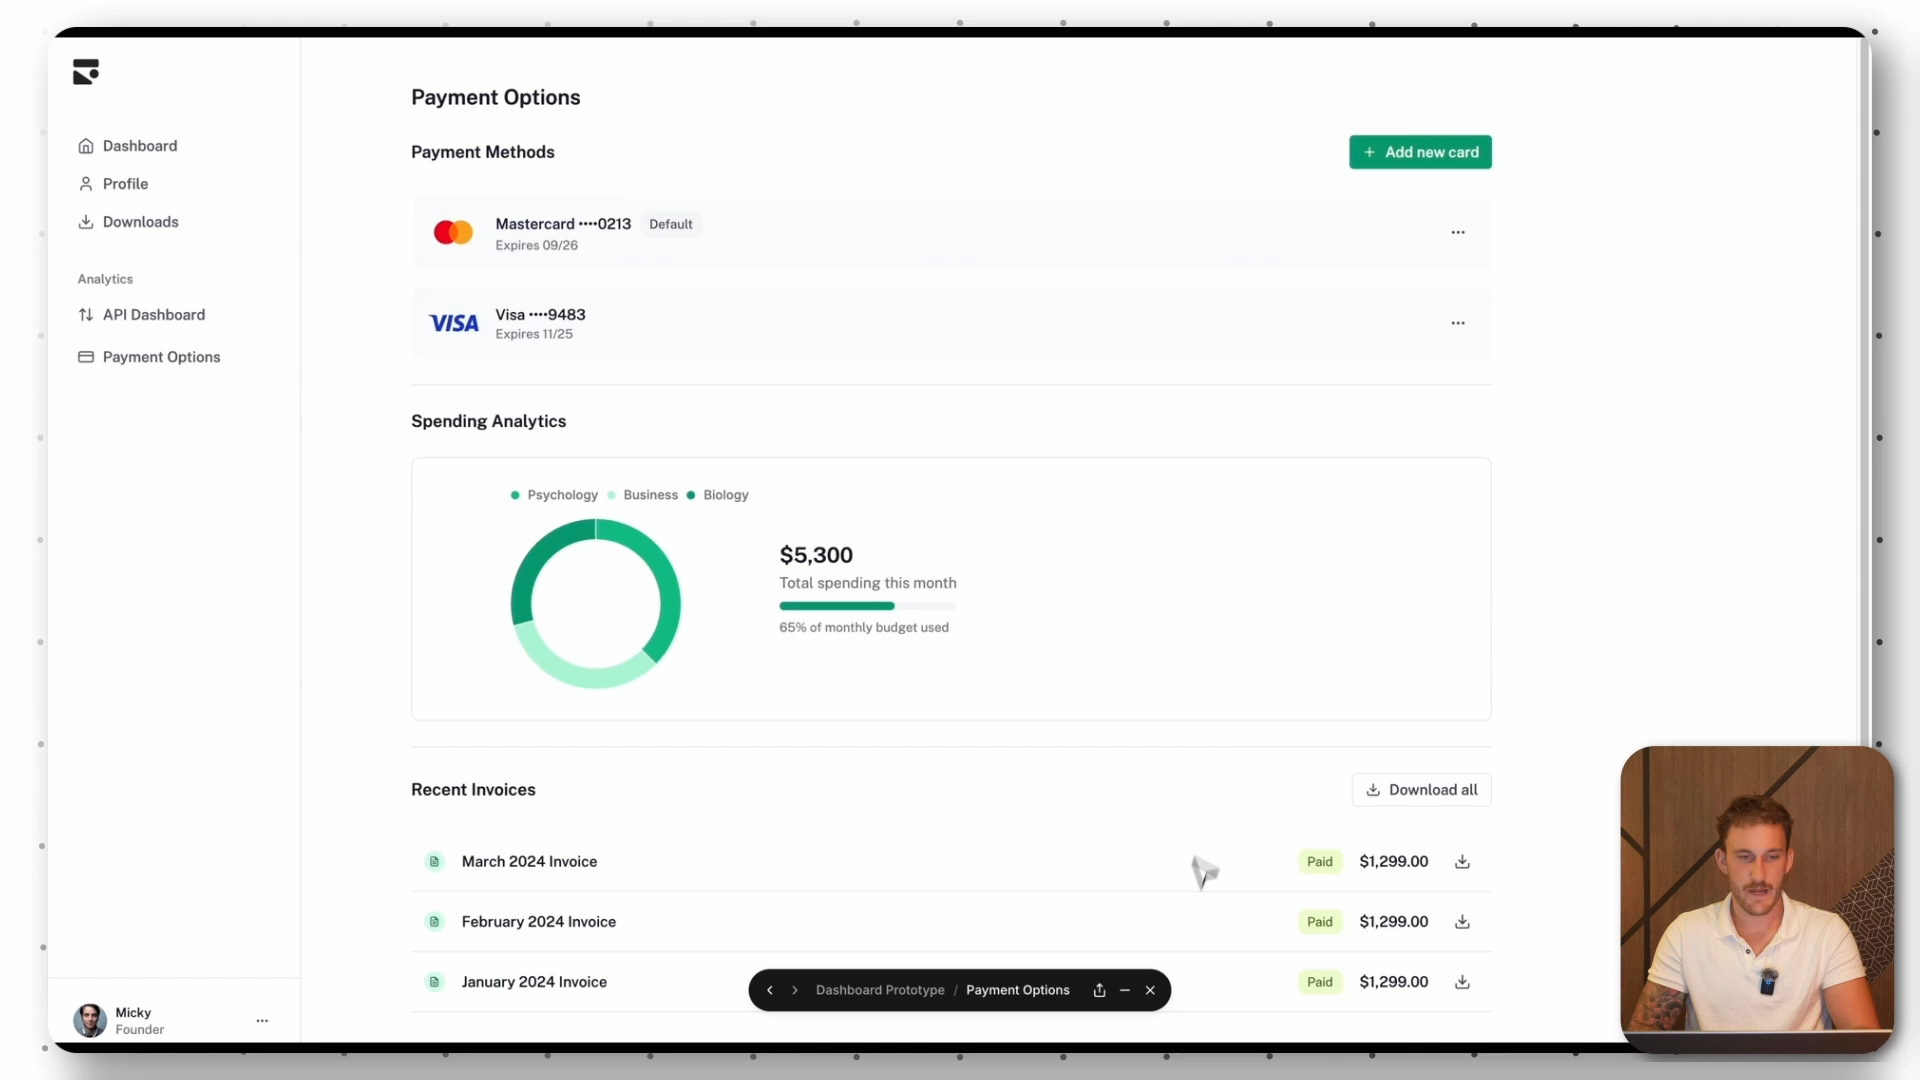 Dashboard
Profile
Downloads
Analytics
API Dashboard
Payment Options
Micky
Founder
Payment Options
Payment Methods
Add new card
Mastercard ••••0213 Default
Expires 09/26
VISA
Visa ••••9483
Expires 11/25
Spending Analytics
Psychology Business Biology
$5,300
Total spending this month
65% of monthly budget used
Recent Invoices
Download all
March 2024 Invoice Paid $1,299.00
February 2024 Invoice Paid $1,299.00
January 2024 Invoice Paid $1,299.00
Dashboard Prototype / Payment Options